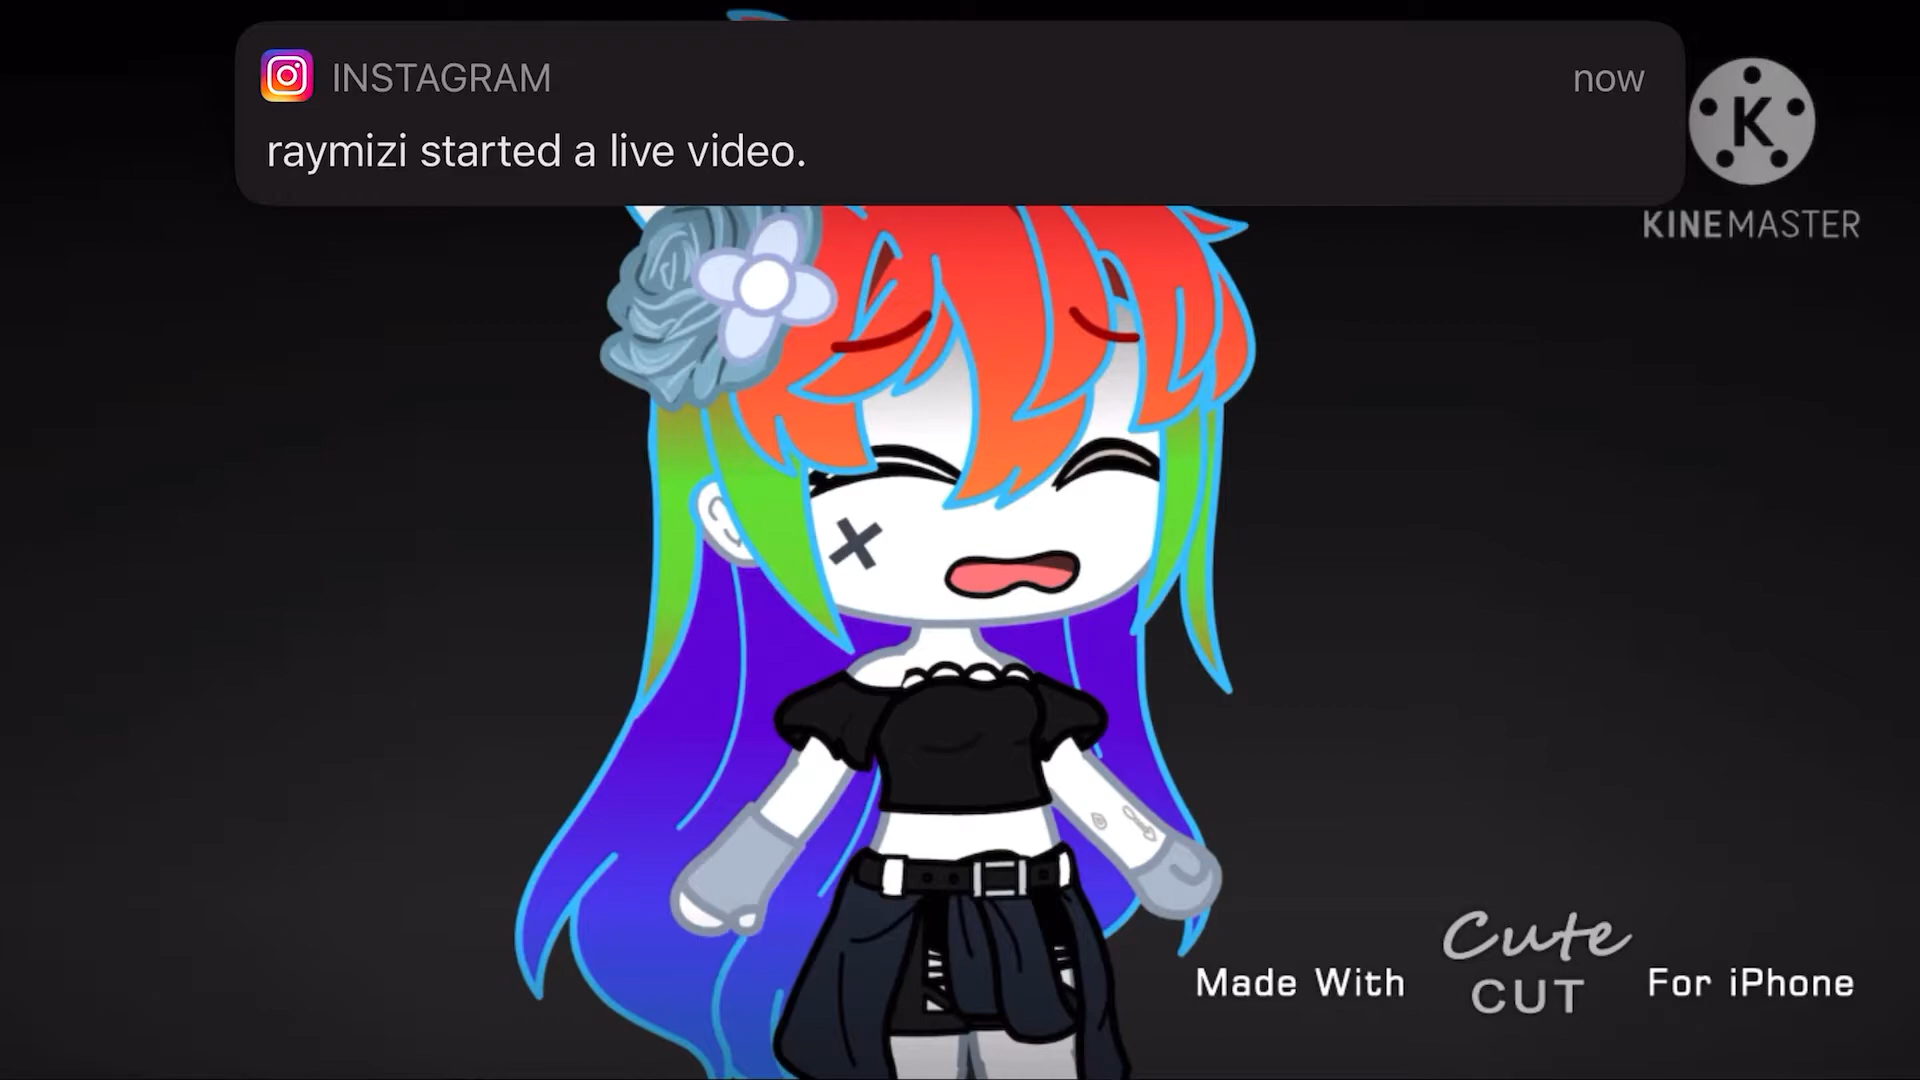 INSTAGRAM now
raymizi started a live video.
K
KINEMASTER
Cute
Made With CUT For iPhone